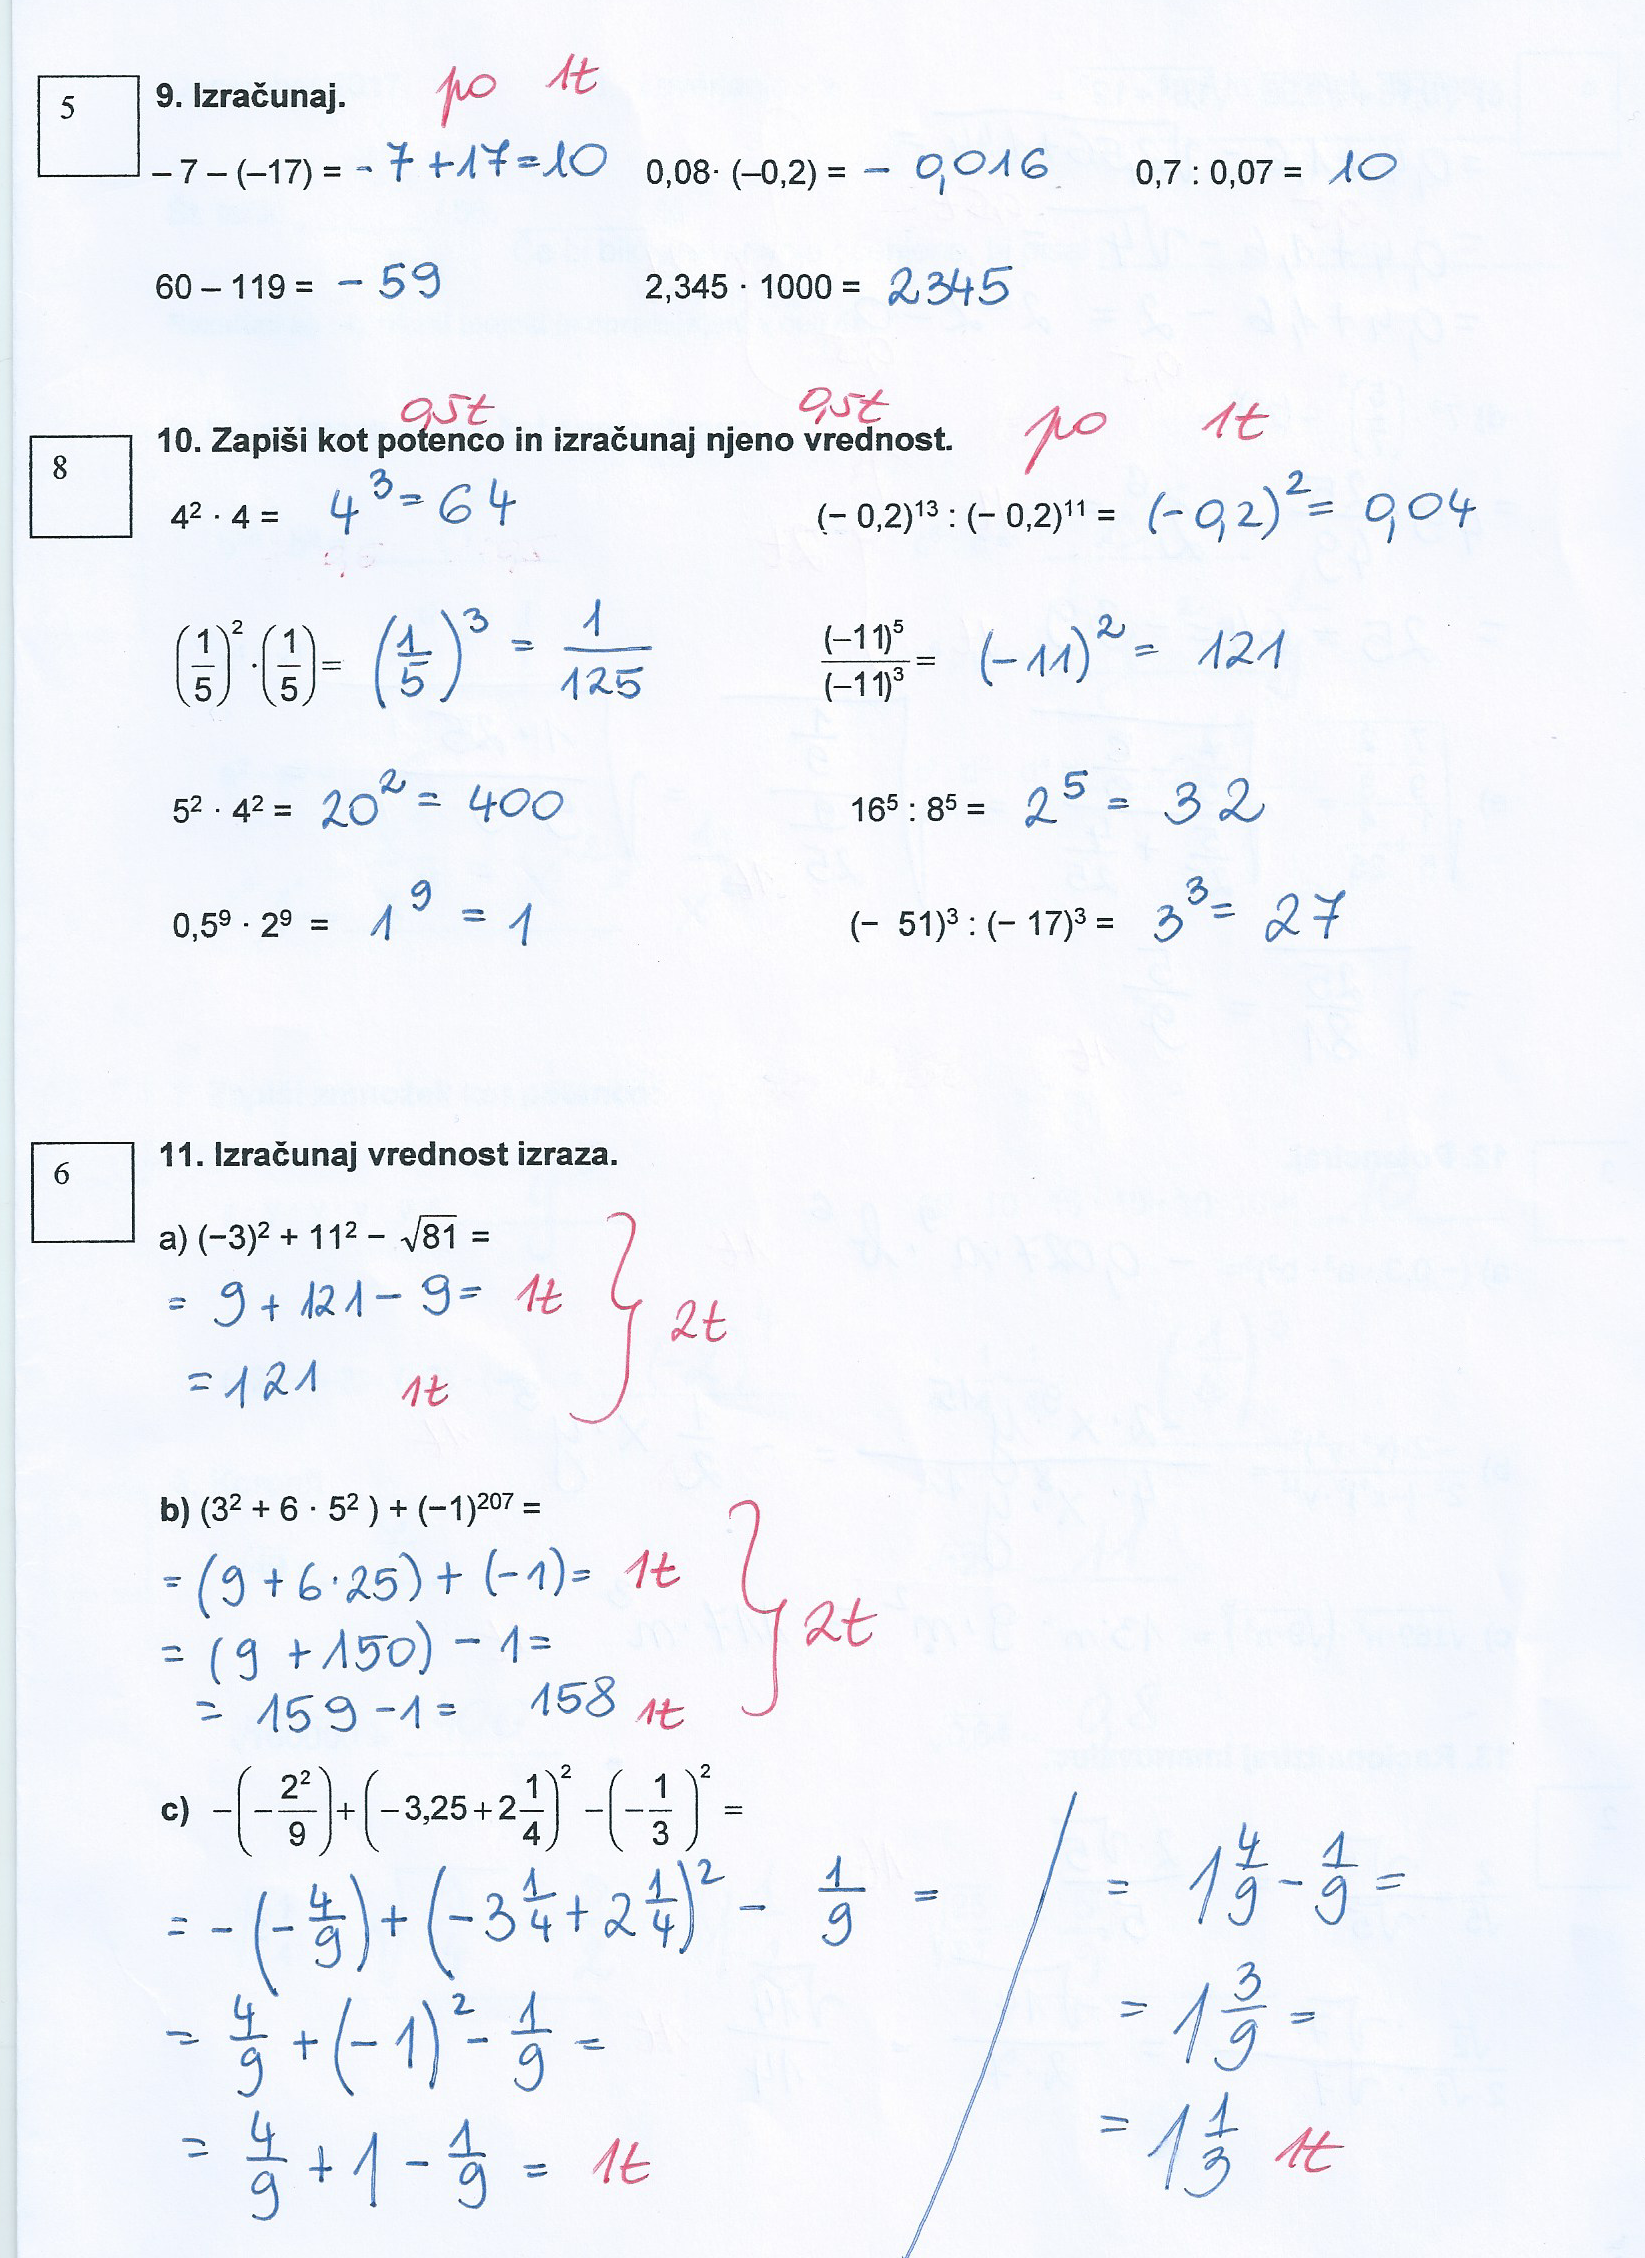 5
9. Izračunaj. po 1t
– 7 – (–17) = - 7 + 17 = 10 0,08· (–0,2) = - 0,016 0,7 : 0,07 = 10
60 – 119 = - 59 2,345 · 1000 = 2345
0,5t 0,5t
8
10. Zapiši kot potenco in izračunaj njeno vrednost. po 1t
4² · 4 = 4³ = 64 (– 0,2)¹³ : (– 0,2)¹¹ = (-0,2)² = 0,04
(1/5)² · (1/5) = (1/5)³ = 1/125 (–11)⁵/(–11)³ = (-11)² = 121
5² · 4² = 20² = 400 16⁵ : 8⁵ = 2⁵ = 32
0,5⁹ · 2⁹ = 1⁹ = 1 (– 51)³ : (– 17)³ = 3³ = 27
6
11. Izračunaj vrednost izraza.
a) (–3)² + 11² – √81 =
= 9 + 121 - 9 = 1t
2t
= 121 1t
b) (3² + 6 · 5² ) + (–1)²⁰⁷ =
= (9 + 6·25) + (-1) = 1t
2t
= (9 + 150) - 1 =
= 159 - 1 = 158 1t
c) –(–2²/9) + (–3,25 + 2 1/4)² – (–1/3)² =
= -(-4/9) + (-3 1/4 + 2 1/4)² - 1/9 =
= 4/9 + (-1)² - 1/9 =
= 4/9 + 1 - 1/9 = 1t
= 1 4/9 - 1/9 =
= 1 3/9 =
= 1 1/3 1t